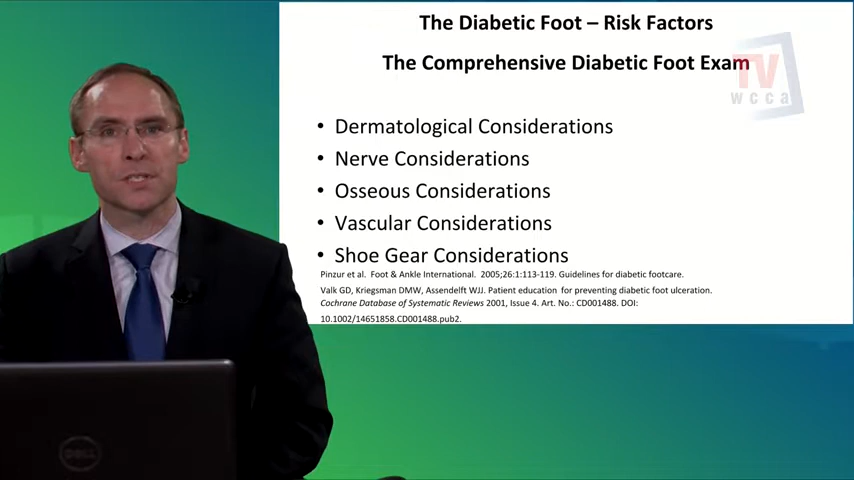 The Diabetic Foot – Risk Factors
The Comprehensive Diabetic Foot Exam
TV
wcca
• Dermatological Considerations
• Nerve Considerations
• Osseous Considerations
• Vascular Considerations
• Shoe Gear Considerations
Pinzur et al. Foot & Ankle International. 2005;26:1:113-119. Guidelines for diabetic footcare.
Valk GD, Kriegsman DMW, Assendelft WJJ. Patient education for preventing diabetic foot ulceration.
Cochrane Database of Systematic Reviews 2001, Issue 4. Art. No.: CD001488. DOI:
10.1002/14651858.CD001488.pub2.
DELL